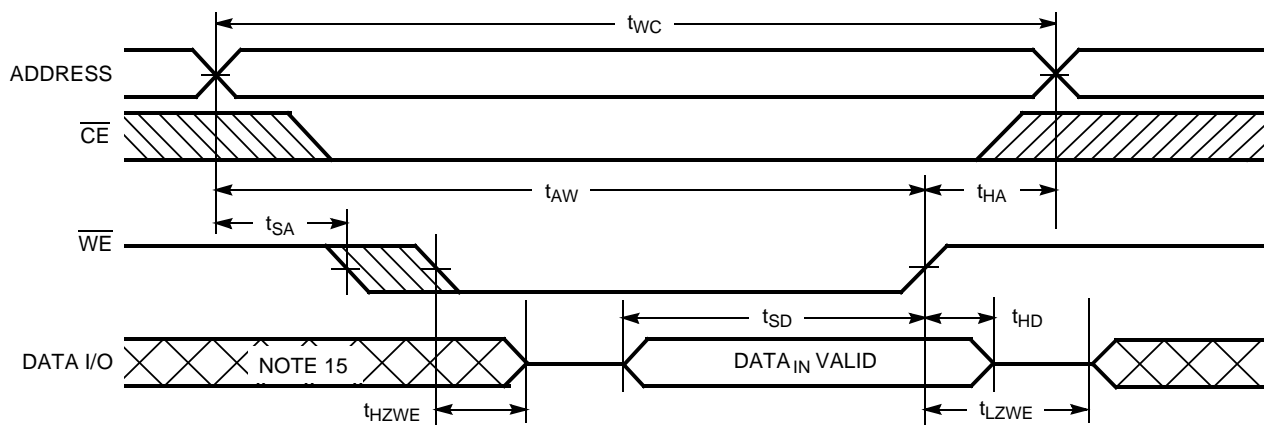 tWC
ADDRESS
CE
tAW
tHA
tSA
WE
tSD
tHD
DATA I/O
NOTE 15
DATAIN VALID
tHZWE
tLZWE